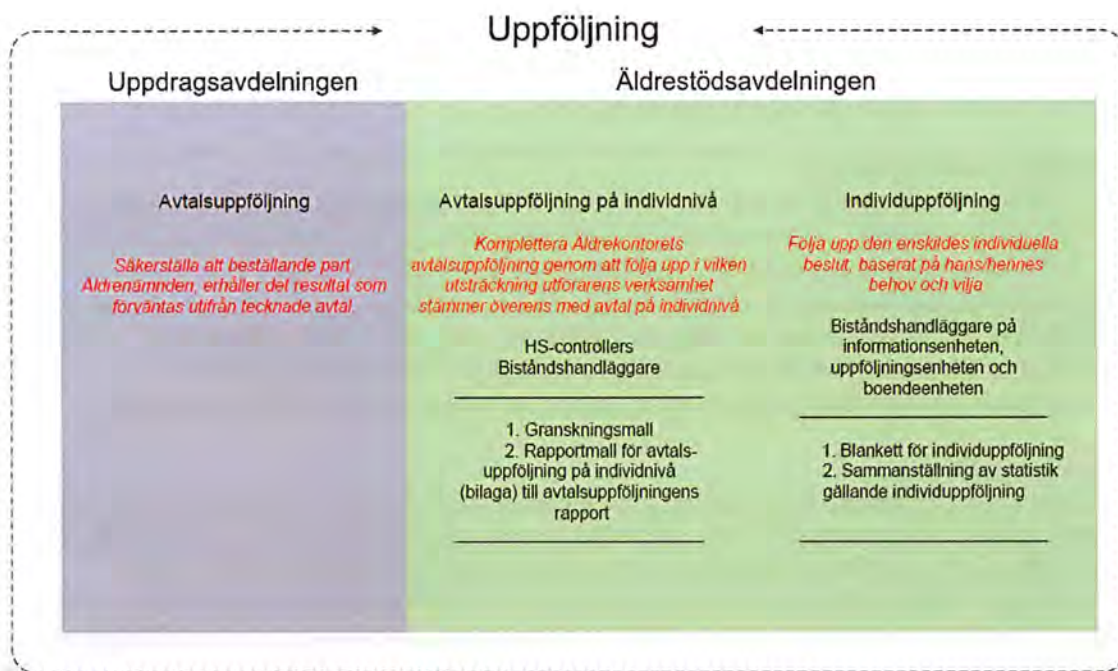 Uppföljning
Uppdragsavdelningen
Äldrestödsavdelningen
Avtalsuppföljning
Säkerställa att beställande part,
Äldrenämnden, erhåller det resultat som
förväntas utifrån tecknade avtal.
Avtalsuppföljning på individnivå
Komplettera Äldrekontorets
avtalsuppföljning genom att följa upp i vilken
utsträckning utförarens verksamhet
stämmer överens med avtal på individnivå
HS-controllers
Biståndshandläggare
1. Granskningsmall
2. Rapportmall för avtals-
uppföljning på individnivå
(bilaga) till avtalsuppföljningens
rapport
Individuppföljning
Följa upp den enskildes individuella
beslut, baserat på hans/hennes
behov och vilja
Biståndshandläggare på
informationsenheten,
uppföljningsenheten och
boendeenheten
1. Blankett för individuppföljning
2. Sammanställning av statistik
gällande individuppföljning